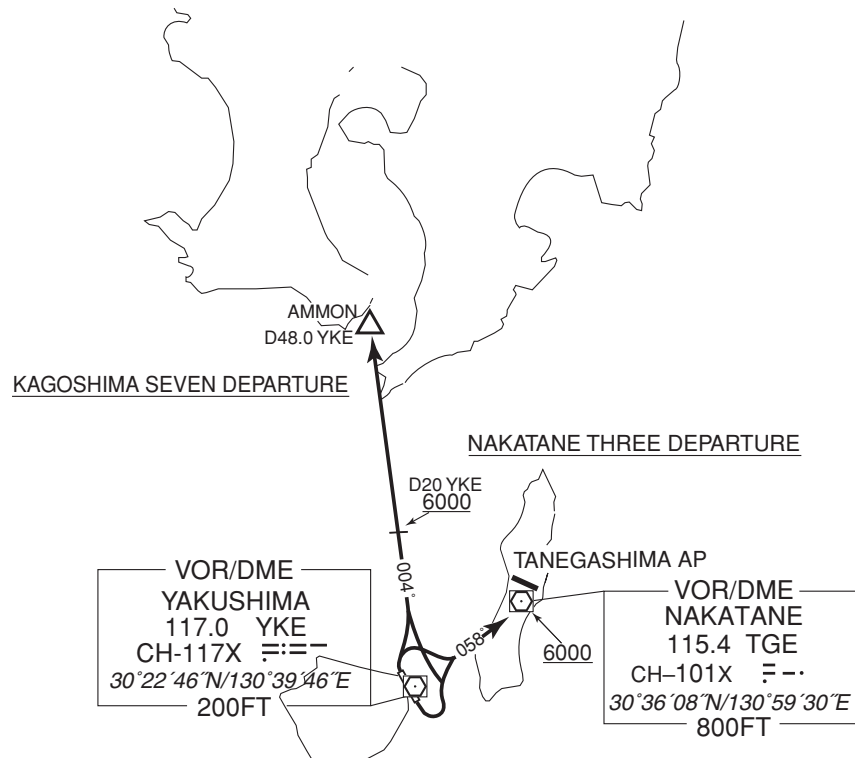 AMMON
D48.0 YKE
KAGOSHIMA SEVEN DEPARTURE
NAKATANE THREE DEPARTURE
D20 YKE
6000
TANEGASHIMA AP
004°
058°
6000
VOR/DME
YAKUSHIMA
117.0 YKE
CH-117X
30°22´46˝N/130°39´46˝E
200FT
VOR/DME
NAKATANE
115.4 TGE
CH–101X
30°36´08˝N/130°59´30˝E
800FT